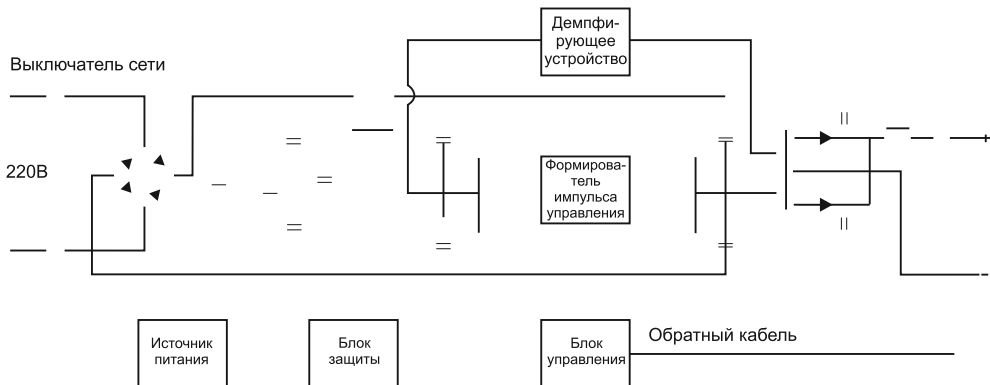 Демпфи-
рующее
устройство
Выключатель сети
220В
Формирова-
тель
импульса
управления
Источник
питания
Блок
защиты
Блок
управления
Обратный кабель